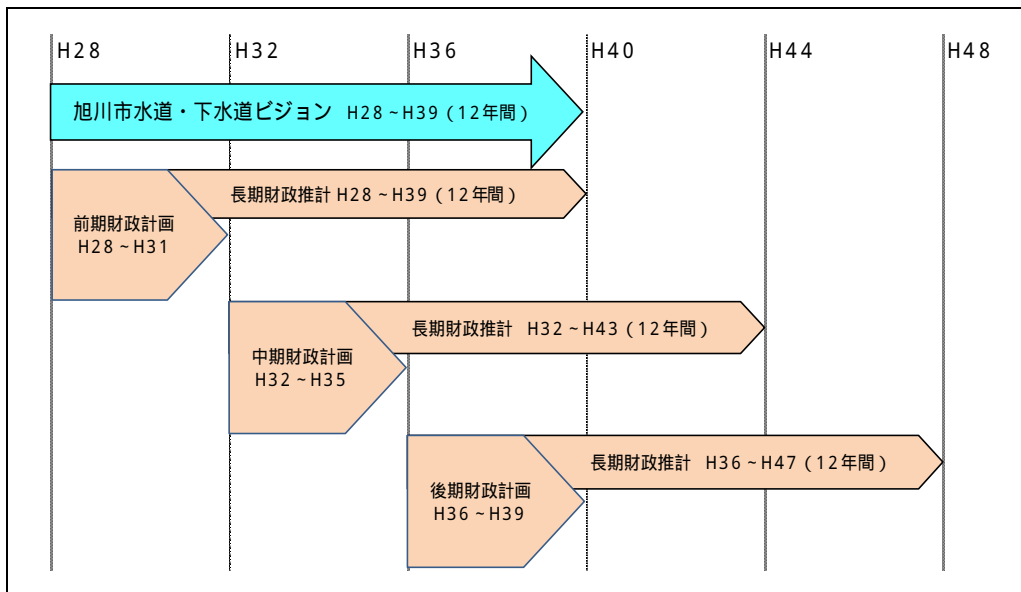 H28 H32 H36 H40 H44 H48
旭川市水道・下水道ビジョン H28~H39(12年間)
長期財政推計 H28~H39(12年間)
前期財政計画
H28~H31
長期財政推計 H32~H43(12年間)
中期財政計画
H32~H35
長期財政推計 H36~H47(12年間)
後期財政計画
H36~H39